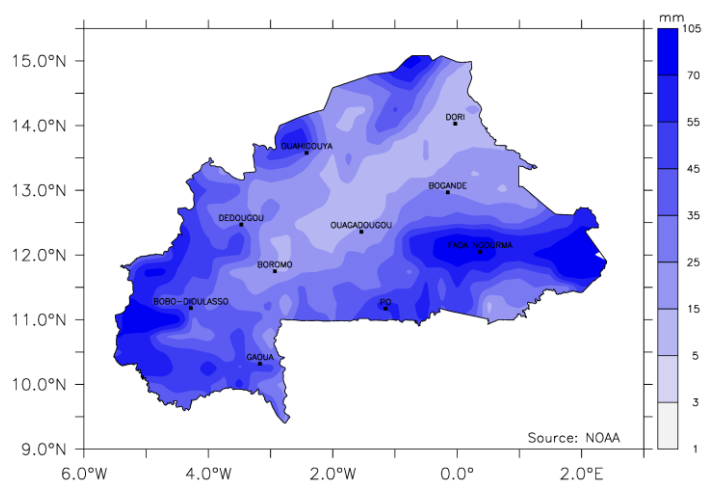 mm
105
70
55
45
35
25
15
5
3
1
15.0°N
14.0°N
13.0°N
12.0°N
11.0°N
10.0°N
9.0°N
DORI
OUAHIGOUYA
BOGANDE
DEDOUGOU
OUAGADOUGOU
FADA NGOURMA
BOROMO
BOBO-DIOULASSO
PO
GAOUA
Source: NOAA
6.0°W
4.0°W
2.0°W
0.0°
2.0°E